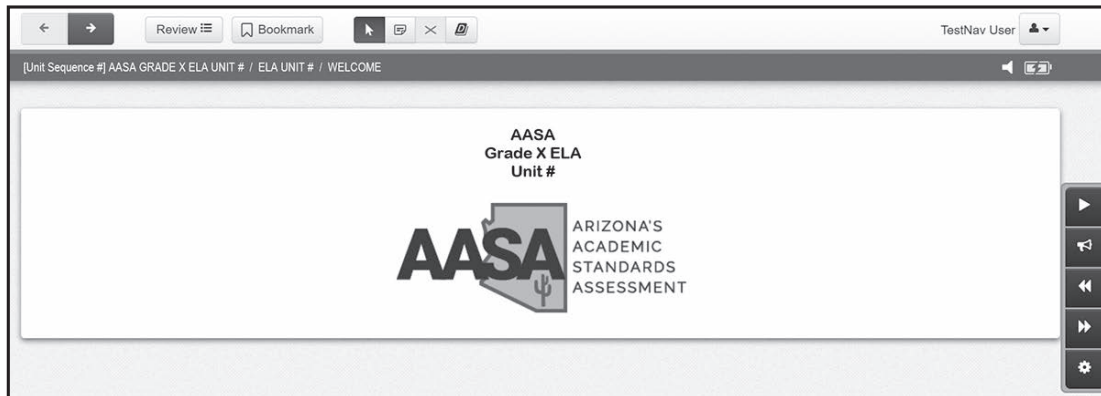 Review Bookmark TestNav User
[Unit Sequence #] AASA GRADE X ELA UNIT # / ELA UNIT # / WELCOME
AASA
Grade X ELA
Unit #
AASA
ARIZONA'S
ACADEMIC
STANDARDS
ASSESSMENT